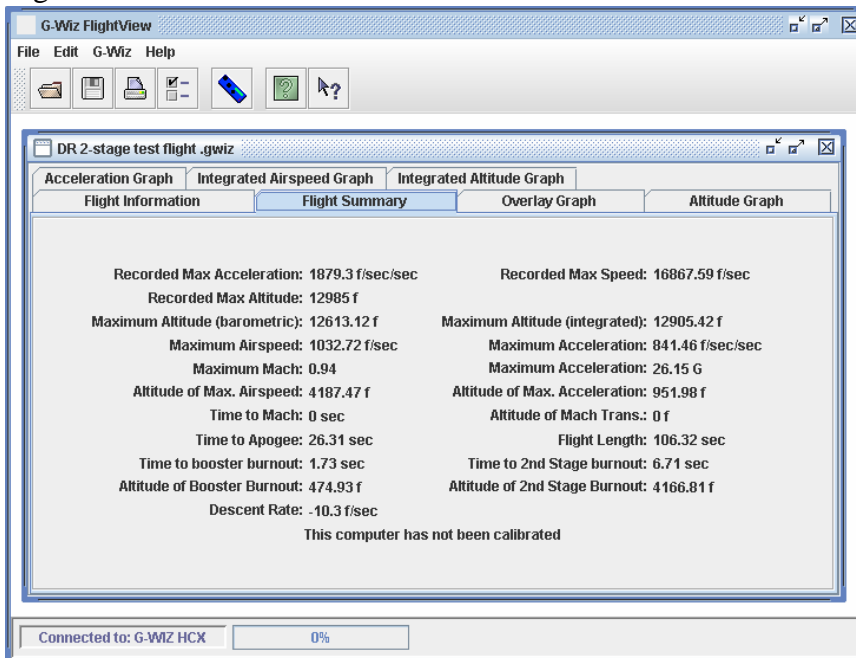 G-Wiz FlightView
File Edit G-Wiz Help
DR 2-stage test flight .gwiz
Acceleration Graph Integrated Airspeed Graph Integrated Altitude Graph
Flight Information Flight Summary Overlay Graph Altitude Graph
Recorded Max Acceleration: 1879.3 f/sec/sec Recorded Max Speed: 16867.59 f/sec
Recorded Max Altitude: 12985 f
Maximum Altitude (barometric): 12613.12 f Maximum Altitude (integrated): 12905.42 f
Maximum Airspeed: 1032.72 f/sec Maximum Acceleration: 841.46 f/sec/sec
Maximum Mach: 0.94 Maximum Acceleration: 26.15 G
Altitude of Max. Airspeed: 4187.47 f Altitude of Max. Acceleration: 951.98 f
Time to Mach: 0 sec Altitude of Mach Trans.: 0 f
Time to Apogee: 26.31 sec Flight Length: 106.32 sec
Time to booster burnout: 1.73 sec Time to 2nd Stage burnout: 6.71 sec
Altitude of Booster Burnout: 474.93 f Altitude of 2nd Stage Burnout: 4166.81 f
Descent Rate: -10.3 f/sec
This computer has not been calibrated
Connected to: G-WIZ HCX 0%